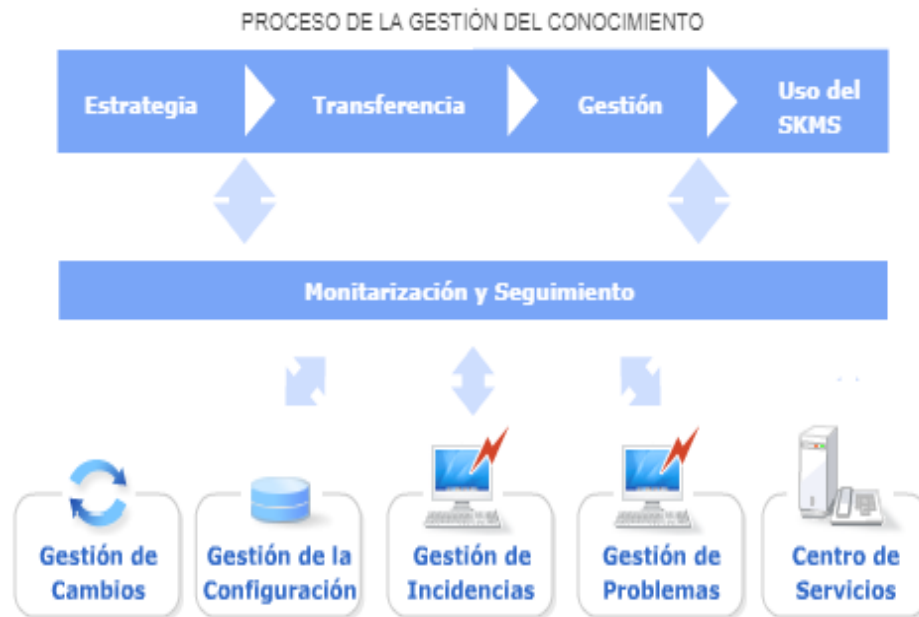 PROCESO DE LA GESTIÓN DEL CONOCIMIENTO
Estrategia
Transferencia
Gestión
Uso del
SKMS
Monitarización y Seguimiento
Gestión de
Cambios
Gestión de la
Configuración
Gestión de
Incidencias
Gestión de
Problemas
Centro de
Servicios